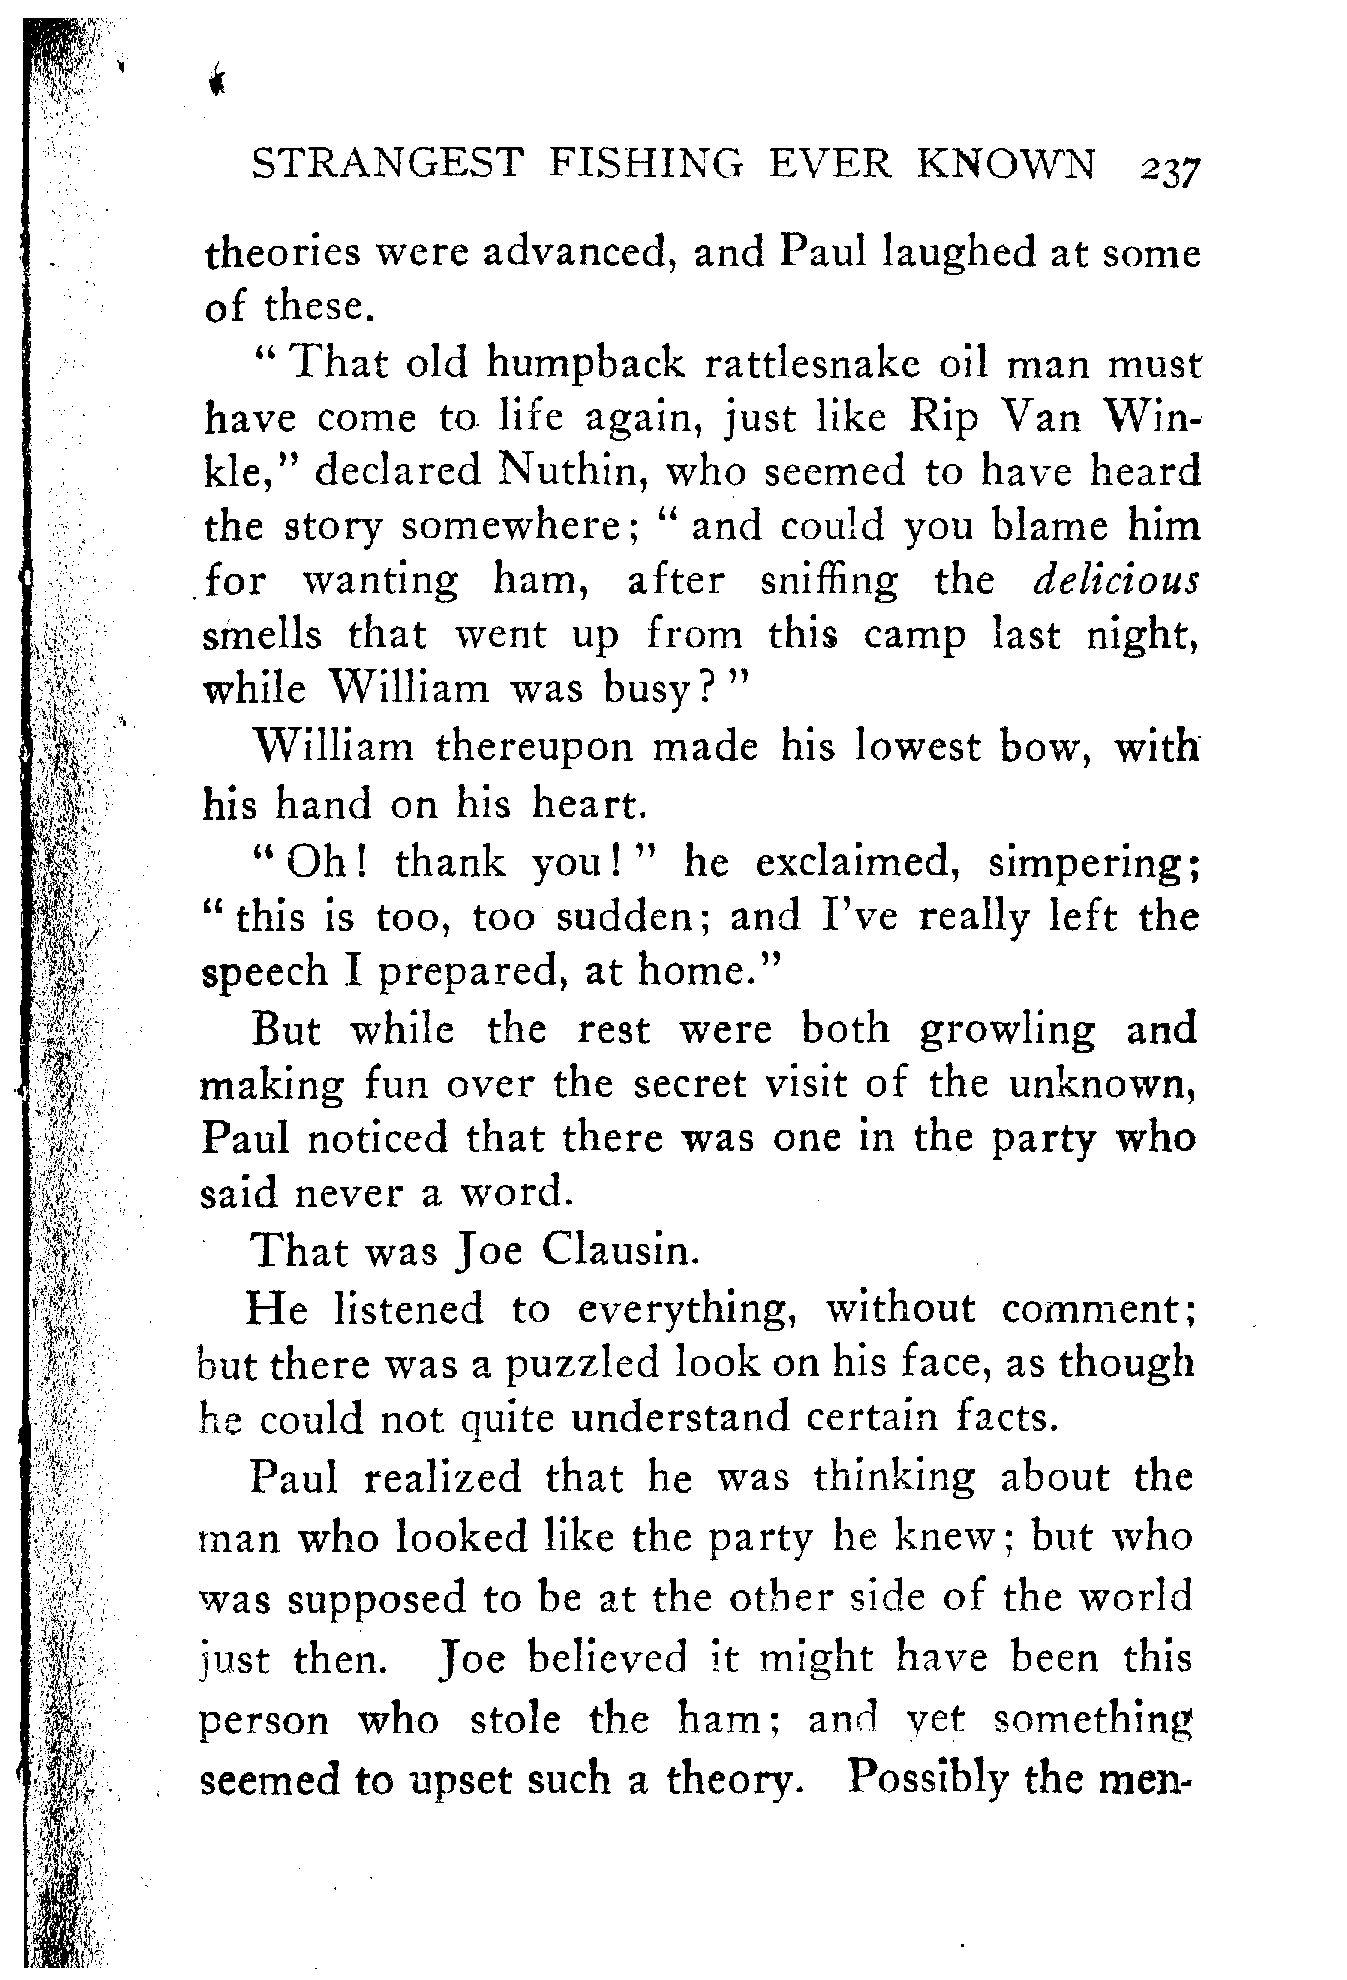 STRANGEST FISHING EVER KNOWN 237
theories were advanced, and Paul laughed at some
of these.
" That old humpback rattlesnake oil man must
have come to life again, just like Rip Van Win-
kle," declared Nuthin, who seemed to have heard
the story somewhere; " and could you blame him
for wanting ham, after sniffing the delicious
smells that went up from this camp last night,
while William was busy? "
William thereupon made his lowest bow, with
his hand on his heart.
" Oh! thank you! " he exclaimed, simpering;
" this is too, too sudden; and I've really left the
speech I prepared, at home."
But while the rest were both growling and
making fun over the secret visit of the unknown,
Paul noticed that there was one in the party who
said never a word.
That was Joe Clausin.
He listened to everything, without comment;
but there was a puzzled look on his face, as though
he could not quite understand certain facts.
Paul realized that he was thinking about the
man who looked like the party he knew; but who
was supposed to be at the other side of the world
just then. Joe believed it might have been this
person who stole the ham; and yet something
seemed to upset such a theory. Possibly the men-